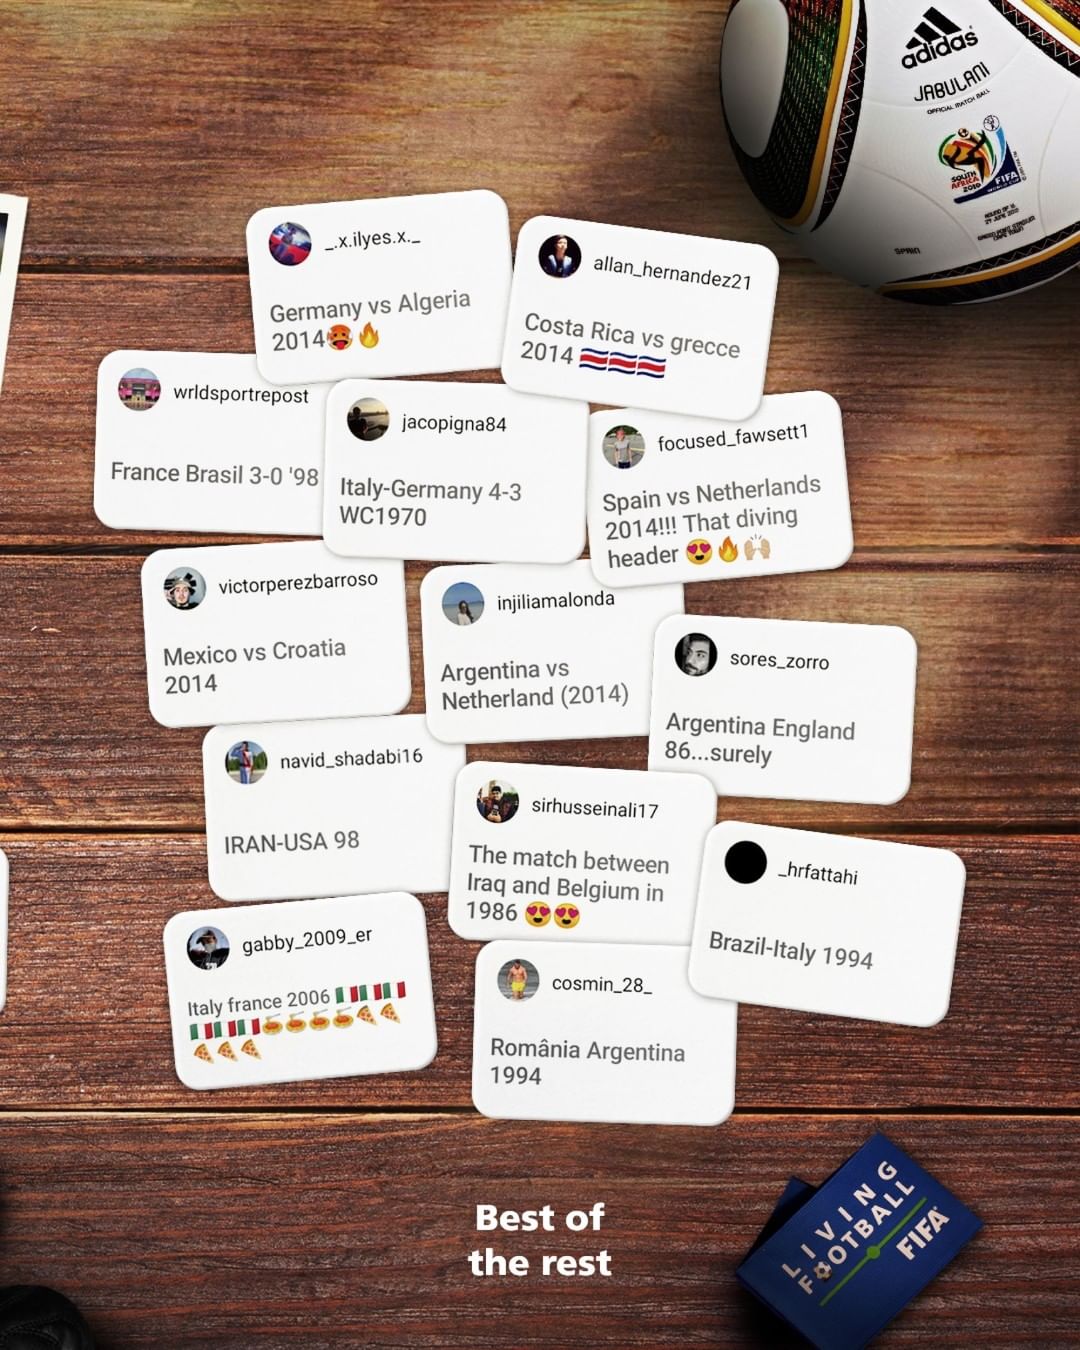 adidas
JABULANI
OFFICIAL MATCH BALL
SOUTH
AFRICA
2010
FIFA
SPAIN
_.x.ilyes.x._
Germany vs Algeria
2014🥵🔥
allan_hernandez21
Costa Rica vs grecce
2014 🇨🇷🇨🇷🇨🇷
wrldsportrepost
France Brasil 3-0 '98
jacopigna84
Italy-Germany 4-3
WC1970
focused_fawsett1
Spain vs Netherlands
2014!!! That diving
header 😍🔥🙌🏼
victorperezbarroso
Mexico vs Croatia
2014
injiliamalonda
Argentina vs
Netherland (2014)
sores_zorro
Argentina England
86...surely
navid_shadabi16
IRAN-USA 98
sirhusseinali17
The match between
Iraq and Belgium in
1986 😍😍
_hrfattahi
Brazil-Italy 1994
gabby_2009_er
Italy france 2006 🇮🇹🇮🇹
🇮🇹🇮🇹🍝🍝🍝🍝🍕🍕
🍕🍕🍕
cosmin_28_
România Argentina
1994
Best of
the rest
LIVING
FOOTBALL
FIFA